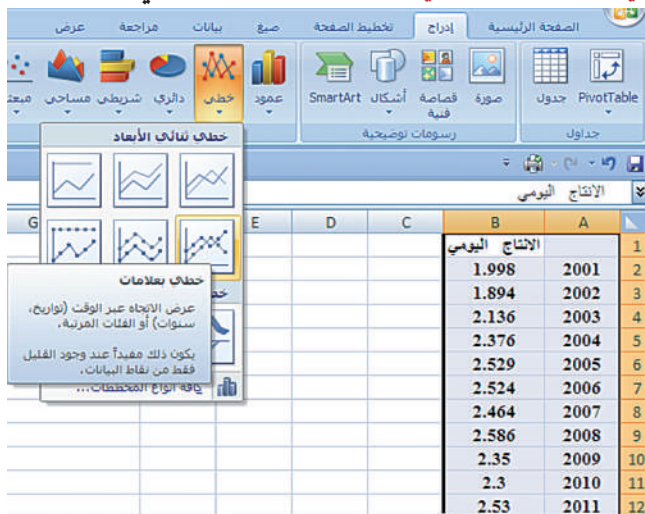 الصفحة الرئيسية إدراج تخطيط الصفحة صيغ بيانات مراجعة عرض
PivotTable جدول صورة قصاصة فنية أشكال SmartArt عمود خطي دائري شريطي مساحي
جداول رسومات توضيحية
خطي ثنائي الأبعاد
الانتاج اليومي
A B C D E G
1 الانتاج اليومي
2 2001 1.998
3 2002 1.894
4 2003 2.136
5 2004 2.376
6 2005 2.529
7 2006 2.524
8 2007 2.464
9 2008 2.586
10 2009 2.35
11 2010 2.3
12 2011 2.53
خطي بعلامات
عرض الاتجاه عبر الوقت (تواريخ،
سنوات) أو الفئات المرتبة.
يكون ذلك مفيداً عند وجود القليل
فقط من نقاط البيانات.
كافة أنواع المخططات...